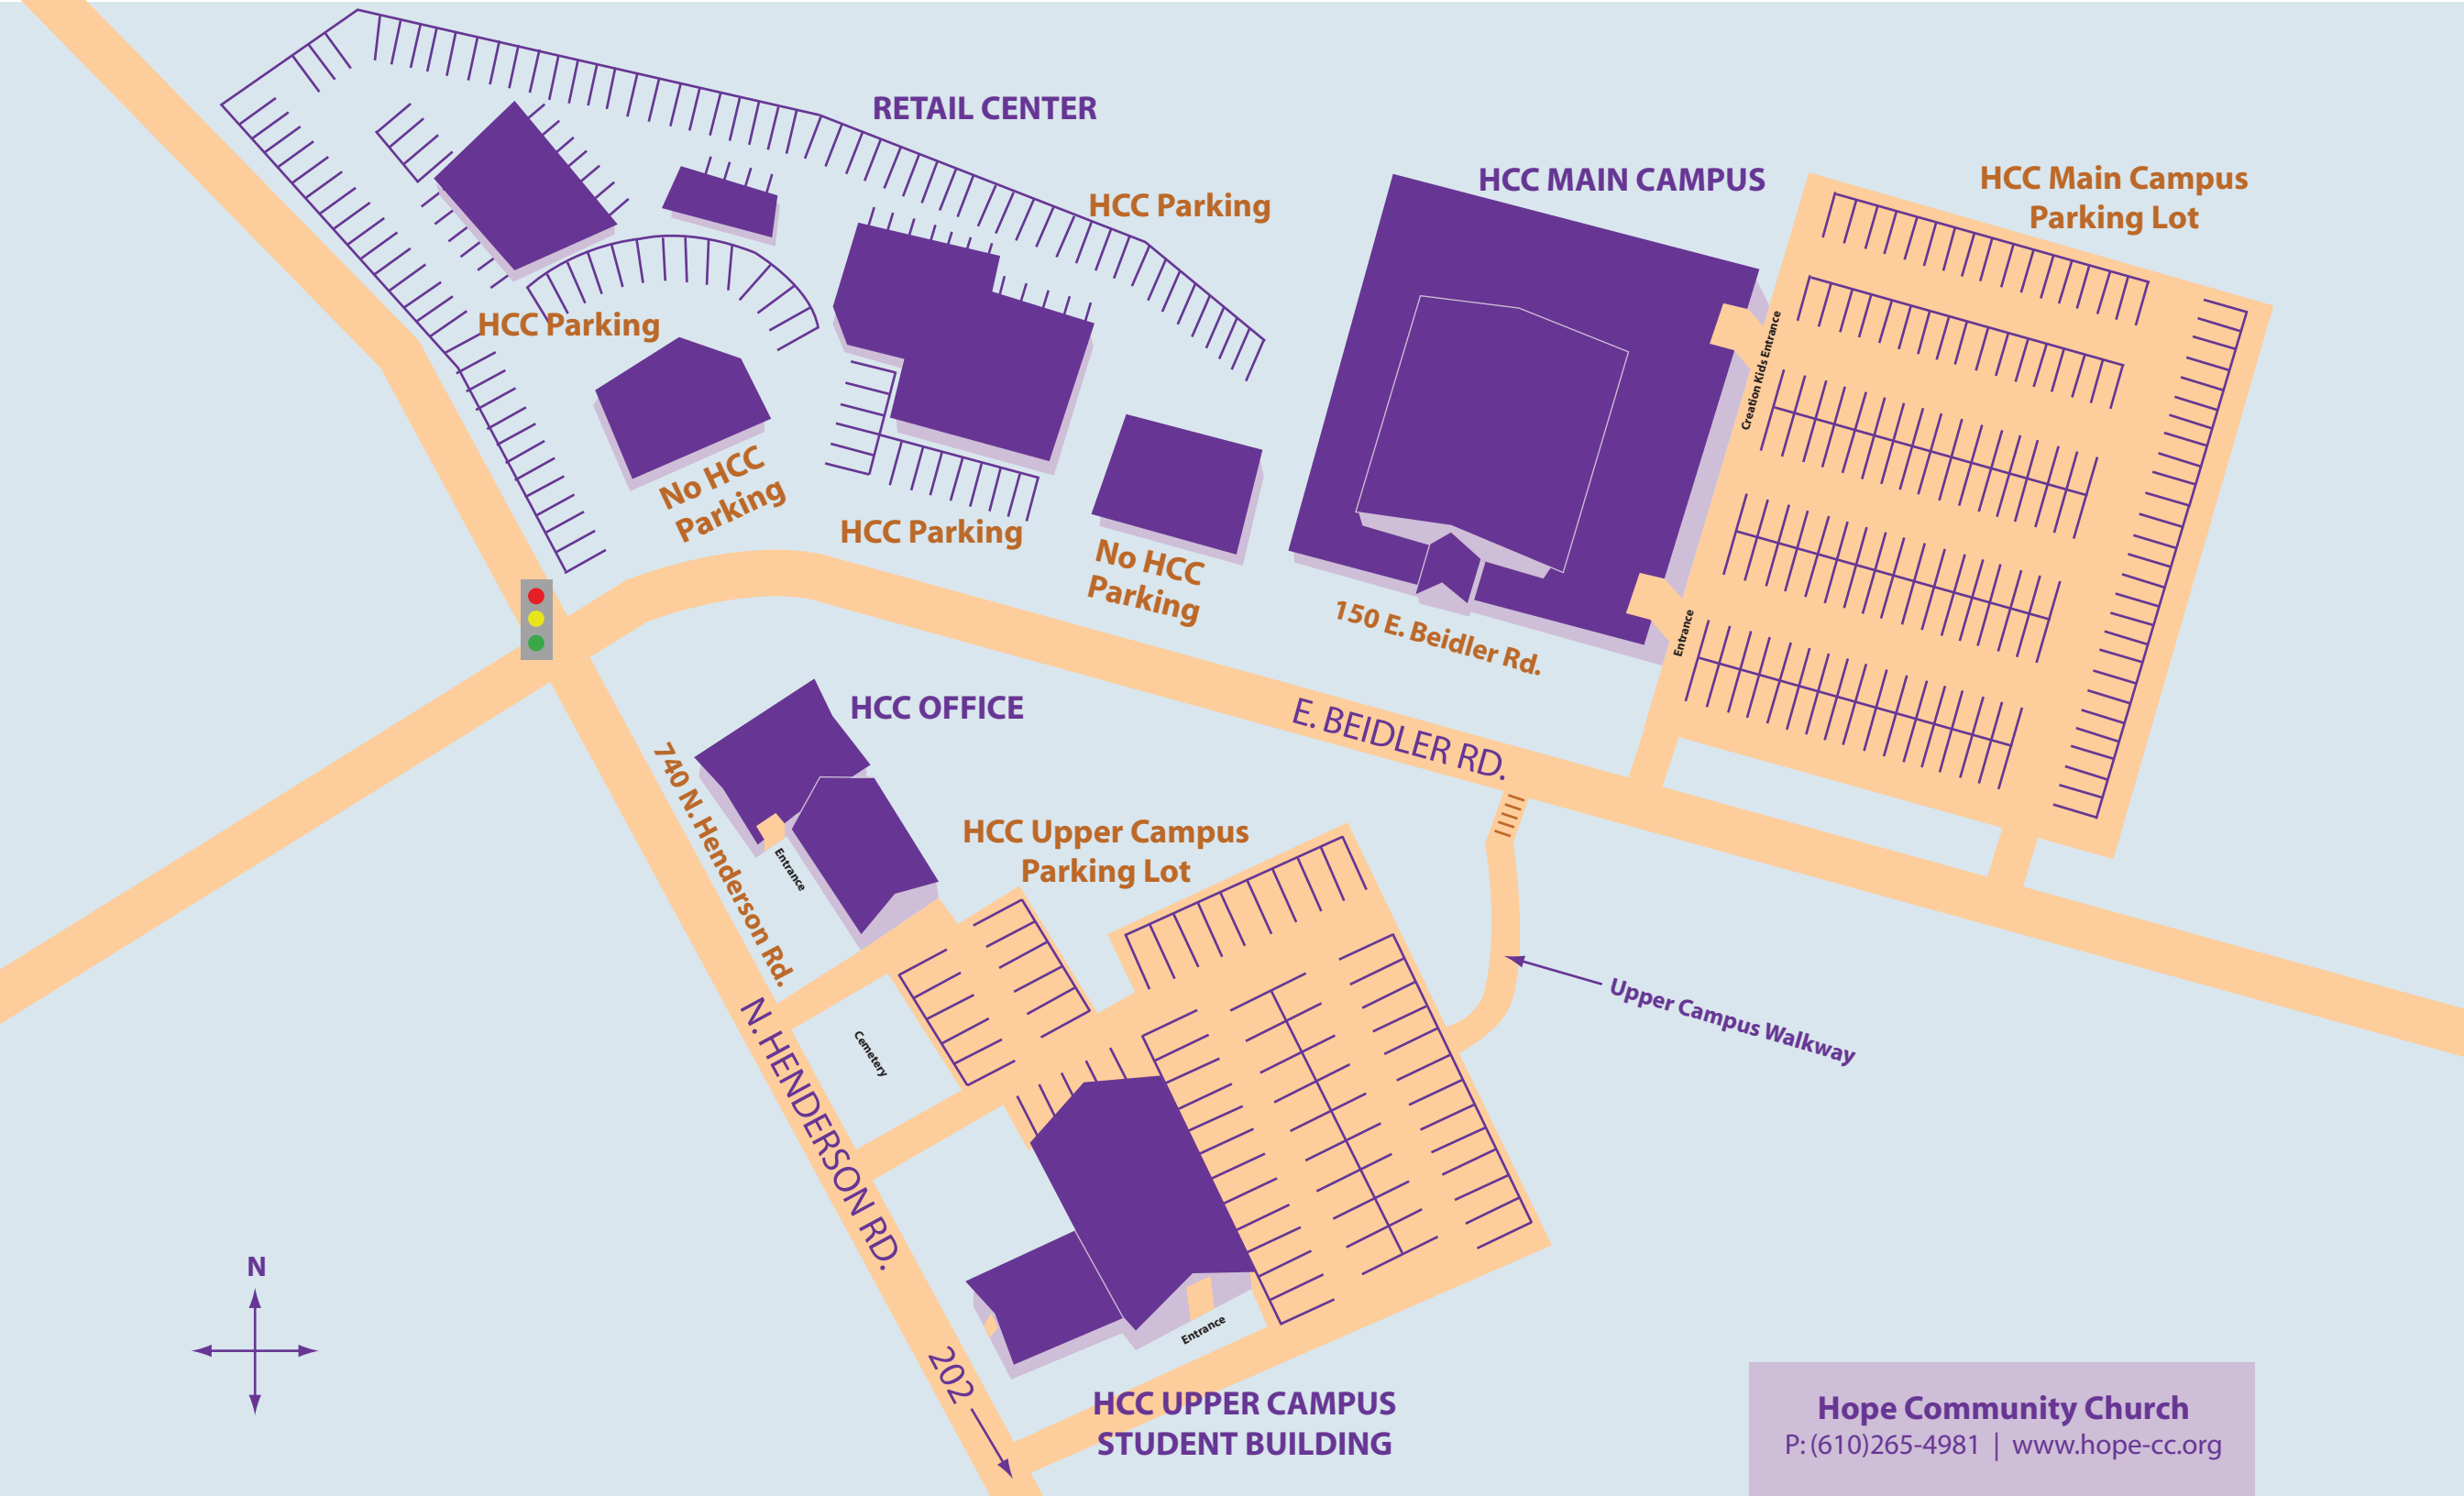 RETAIL CENTER
HCC Parking
HCC MAIN CAMPUS
HCC Main Campus
Parking Lot
HCC Parking
Creation Kids Entrance
No HCC
Parking
HCC Parking
No HCC
Parking
150 E. Beidler Rd.
Entrance
E. BEIDLER RD.
HCC OFFICE
740 N. Henderson Rd.
Entrance
HCC Upper Campus
Parking Lot
Upper Campus Walkway
Cemetery
N. HENDERSON RD.
N
Entrance
202
HCC UPPER CAMPUS
STUDENT BUILDING
Hope Community Church
P: (610)265-4981 | www.hope-cc.org